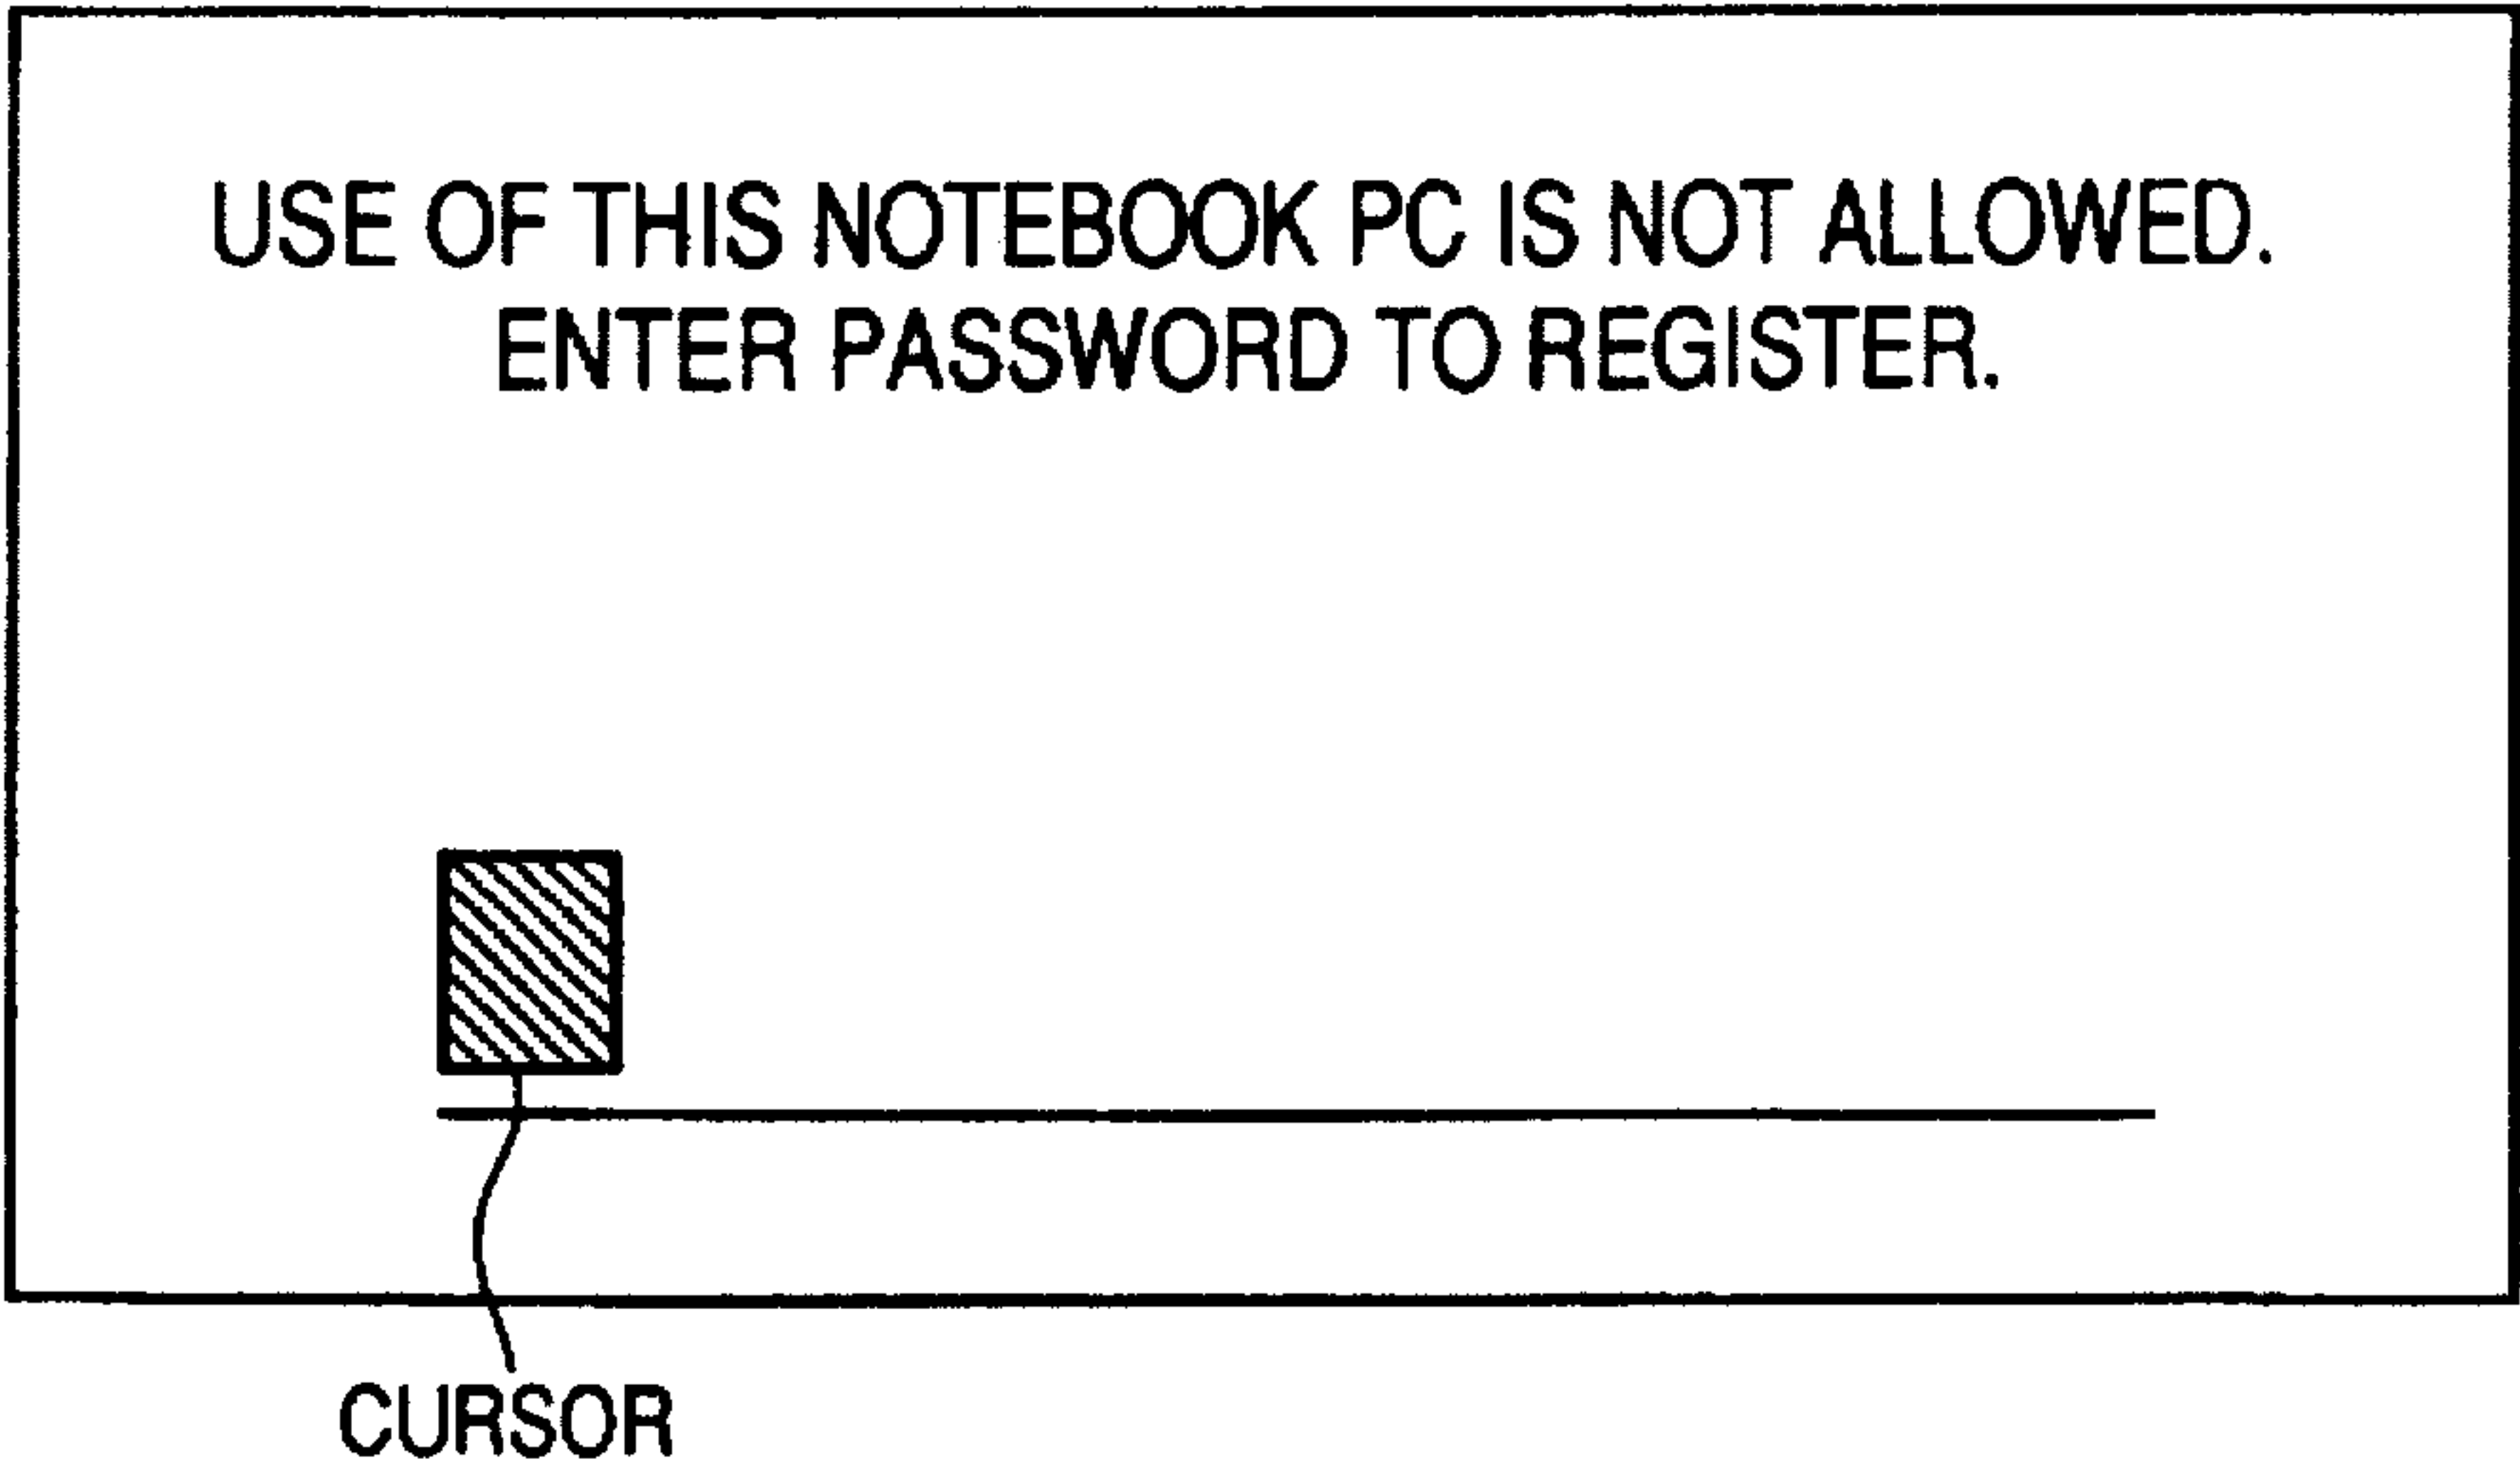 USE OF THIS NOTEBOOK PC IS NOT ALLOWED.
ENTER PASSWORD TO REGISTER.
CURSOR